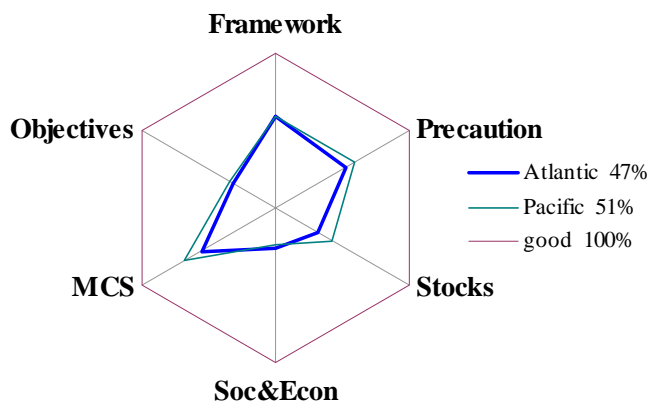 Framework
Objectives
Precaution
Atlantic 47%
Pacific 51%
good 100%
MCS
Stocks
Soc&Econ